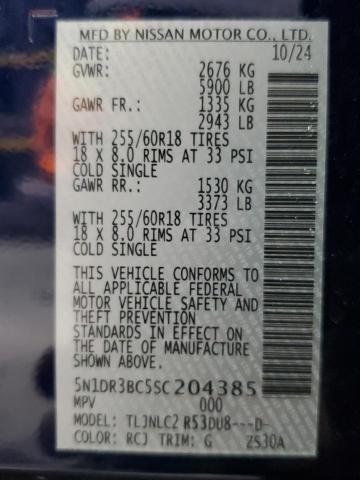 MFD BY NISSAN MOTOR CO., LTD.
DATE: 10/24
GVWR: 2676 KG
5900 LB
GAWR FR.: 1335 KG
2943 LB
WITH 255/60R18 TIRES
18 X 8.0 RIMS AT 33 PSI
COLD SINGLE
GAWR RR.: 1530 KG
3373 LB
WITH 255/60R18 TIRES
18 X 8.0 RIMS AT 33 PSI
COLD SINGLE
THIS VEHICLE CONFORMS TO
ALL APPLICABLE FEDERAL
MOTOR VEHICLE SAFETY AND
THEFT PREVENTION
STANDARDS IN EFFECT ON
THE DATE OF MANUFACTURE
SHOWN ABOVE.
5N1DR3BC5SC204385
MPV 000
MODEL: TLJNLC2 R53DU8---D-
COLOR: RCJ TRIM: G ZS30A